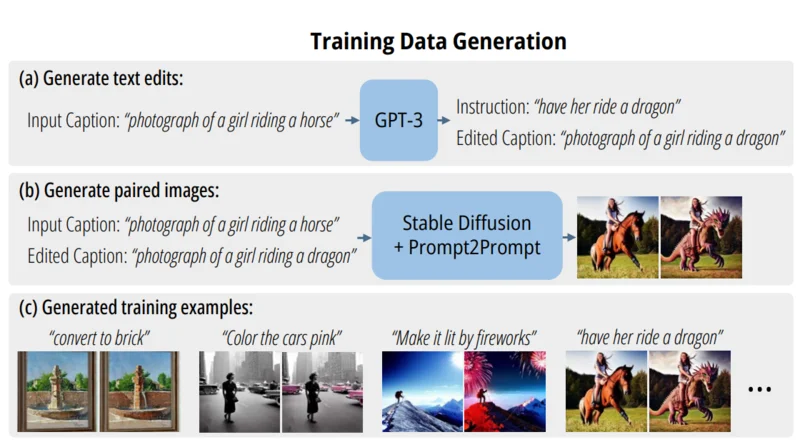 Training Data Generation
(a) Generate text edits:
Input Caption: “photograph of a girl riding a horse”
GPT-3
Instruction: “have her ride a dragon”
Edited Caption: “photograph of a girl riding a dragon”
(b) Generate paired images:
Input Caption: “photograph of a girl riding a horse”
Edited Caption: “photograph of a girl riding a dragon”
Stable Diffusion
+ Prompt2Prompt
(c) Generated training examples:
“convert to brick”
“Color the cars pink”
“Make it lit by fireworks”
“have her ride a dragon”
...